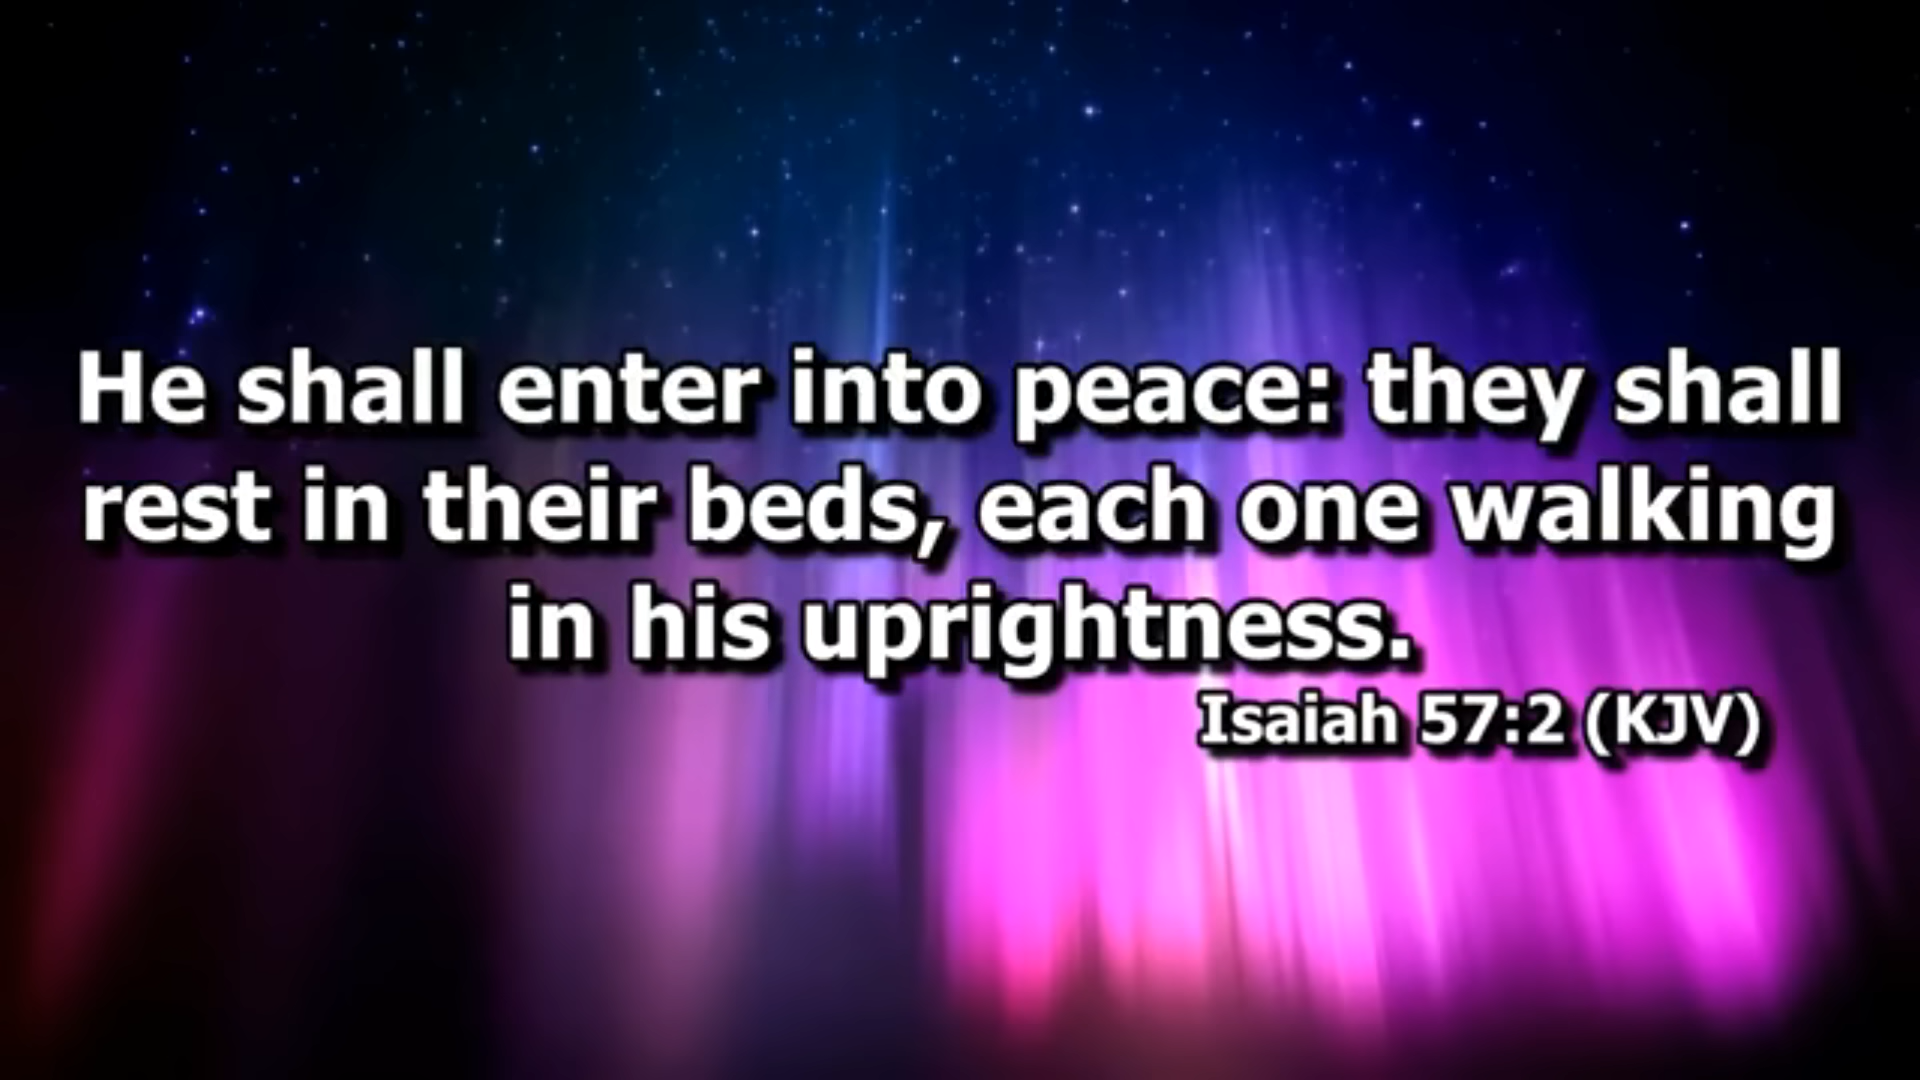 He shall enter into peace: they shall
rest in their beds, each one walking
in his uprightness.
Isaiah 57:2 (KJV)